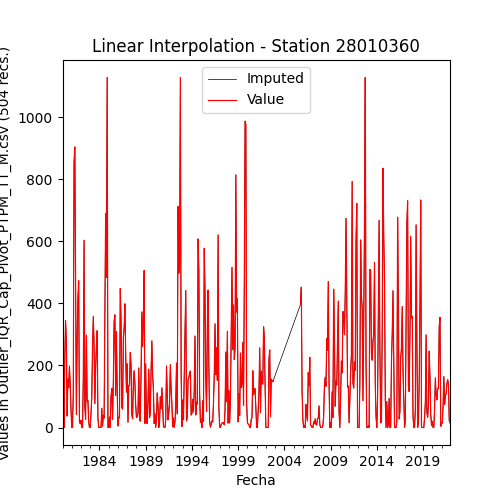 Linear Interpolation - Station 28010360
Imputed
Value
Values in Outlier_IQR_Cap_Pivot_PTPM_TT_M.csv (504 recs.)
1000
800
600
400
200
0
1984 1989 1994 1999 2004 2009 2014 2019
Fecha